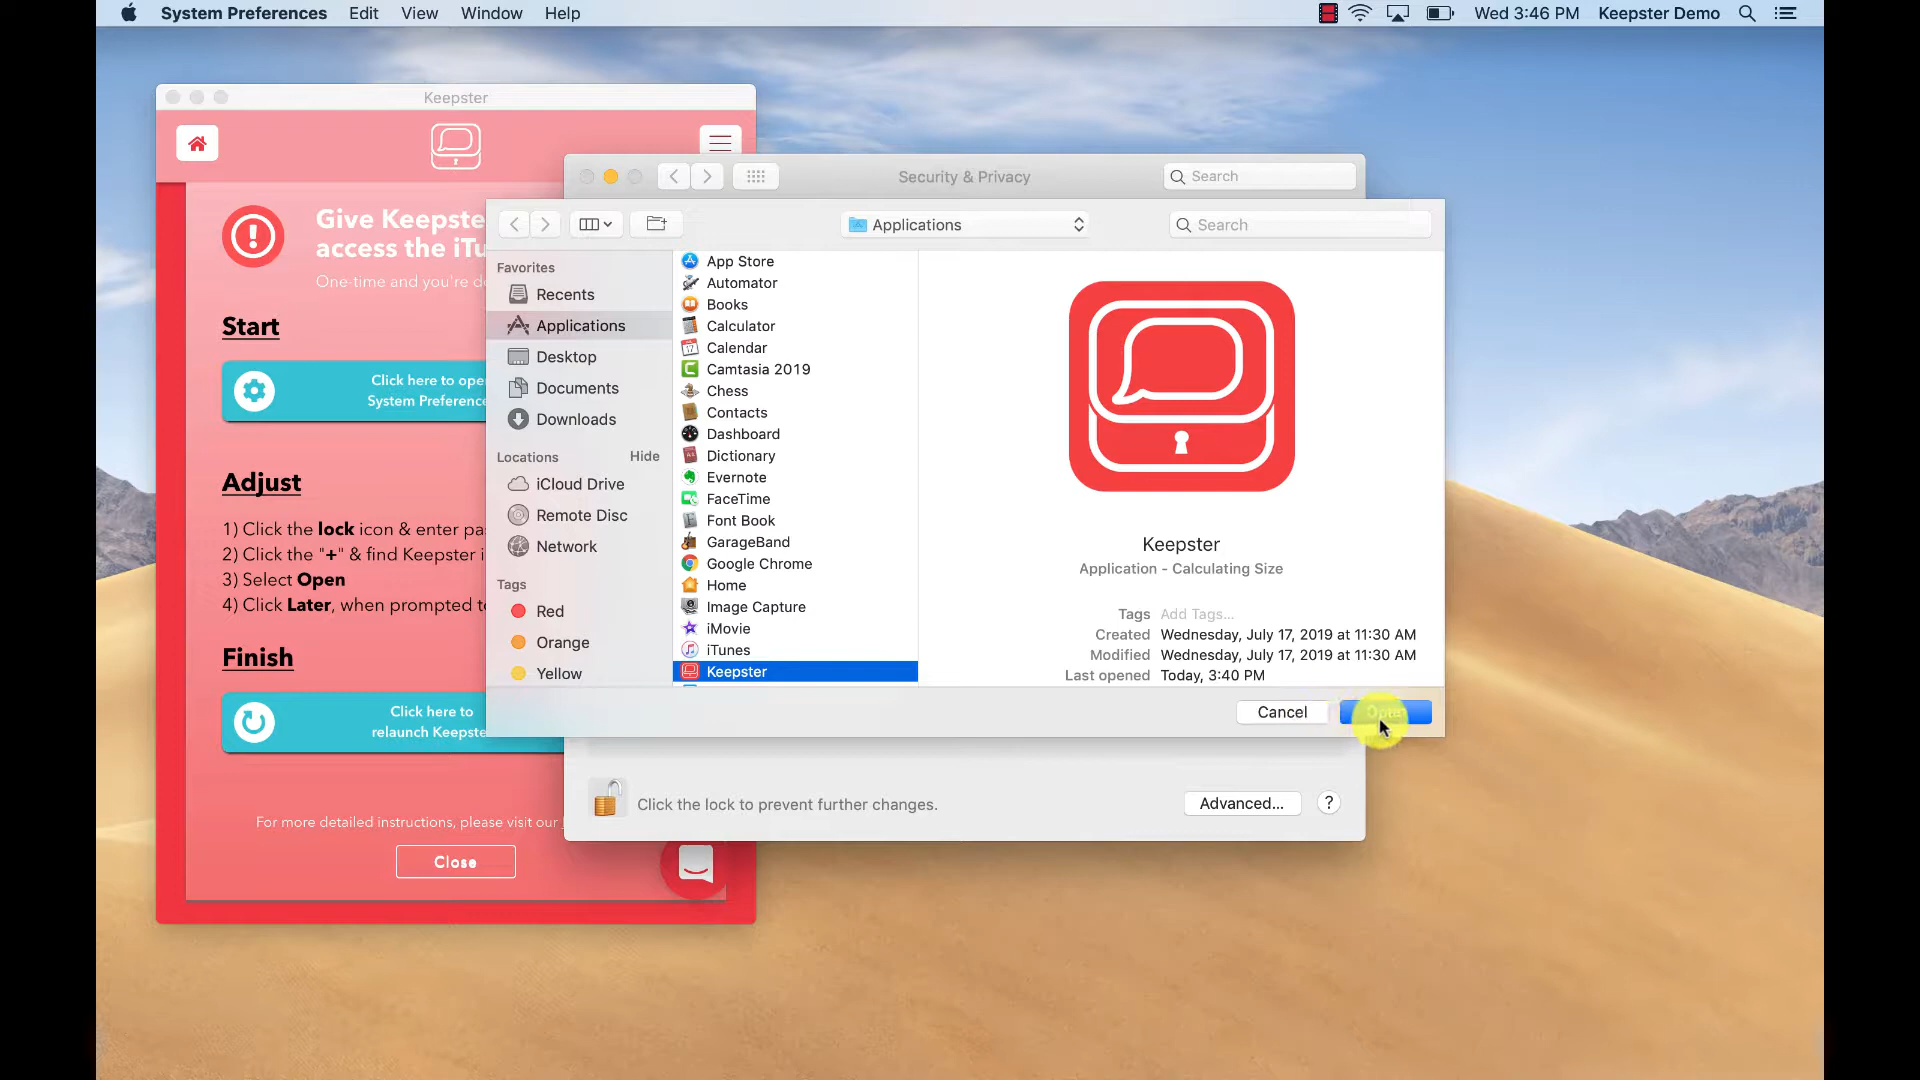 System Preferences Edit View Window Help
Wed 3:46 PM Keepster Demo
Keepster
Give Keepste
access the iTu
One-time and you're do
Start
Click here to oper
System Preference
Adjust
1) Click the lock icon & enter pa
2) Click the "+" & find Keepster i
3) Select Open
4) Click Later, when prompted to
Finish
Click here to
relaunch Keepste
For more detailed instructions, please visit our
Close
Security & Privacy
Search
Applications
Search
Favorites
Recents
Applications
Desktop
Documents
Downloads
Locations Hide
iCloud Drive
Remote Disc
Network
Tags
Red
Orange
Yellow
App Store
Automator
Books
Calculator
Calendar
Camtasia 2019
Chess
Contacts
Dashboard
Dictionary
Evernote
FaceTime
Font Book
GarageBand
Google Chrome
Home
Image Capture
iMovie
iTunes
Keepster
Keepster
Application - Calculating Size
Tags Add Tags...
Created Wednesday, July 17, 2019 at 11:30 AM
Modified Wednesday, July 17, 2019 at 11:30 AM
Last opened Today, 3:40 PM
Cancel Open
Click the lock to prevent further changes.
Advanced... ?